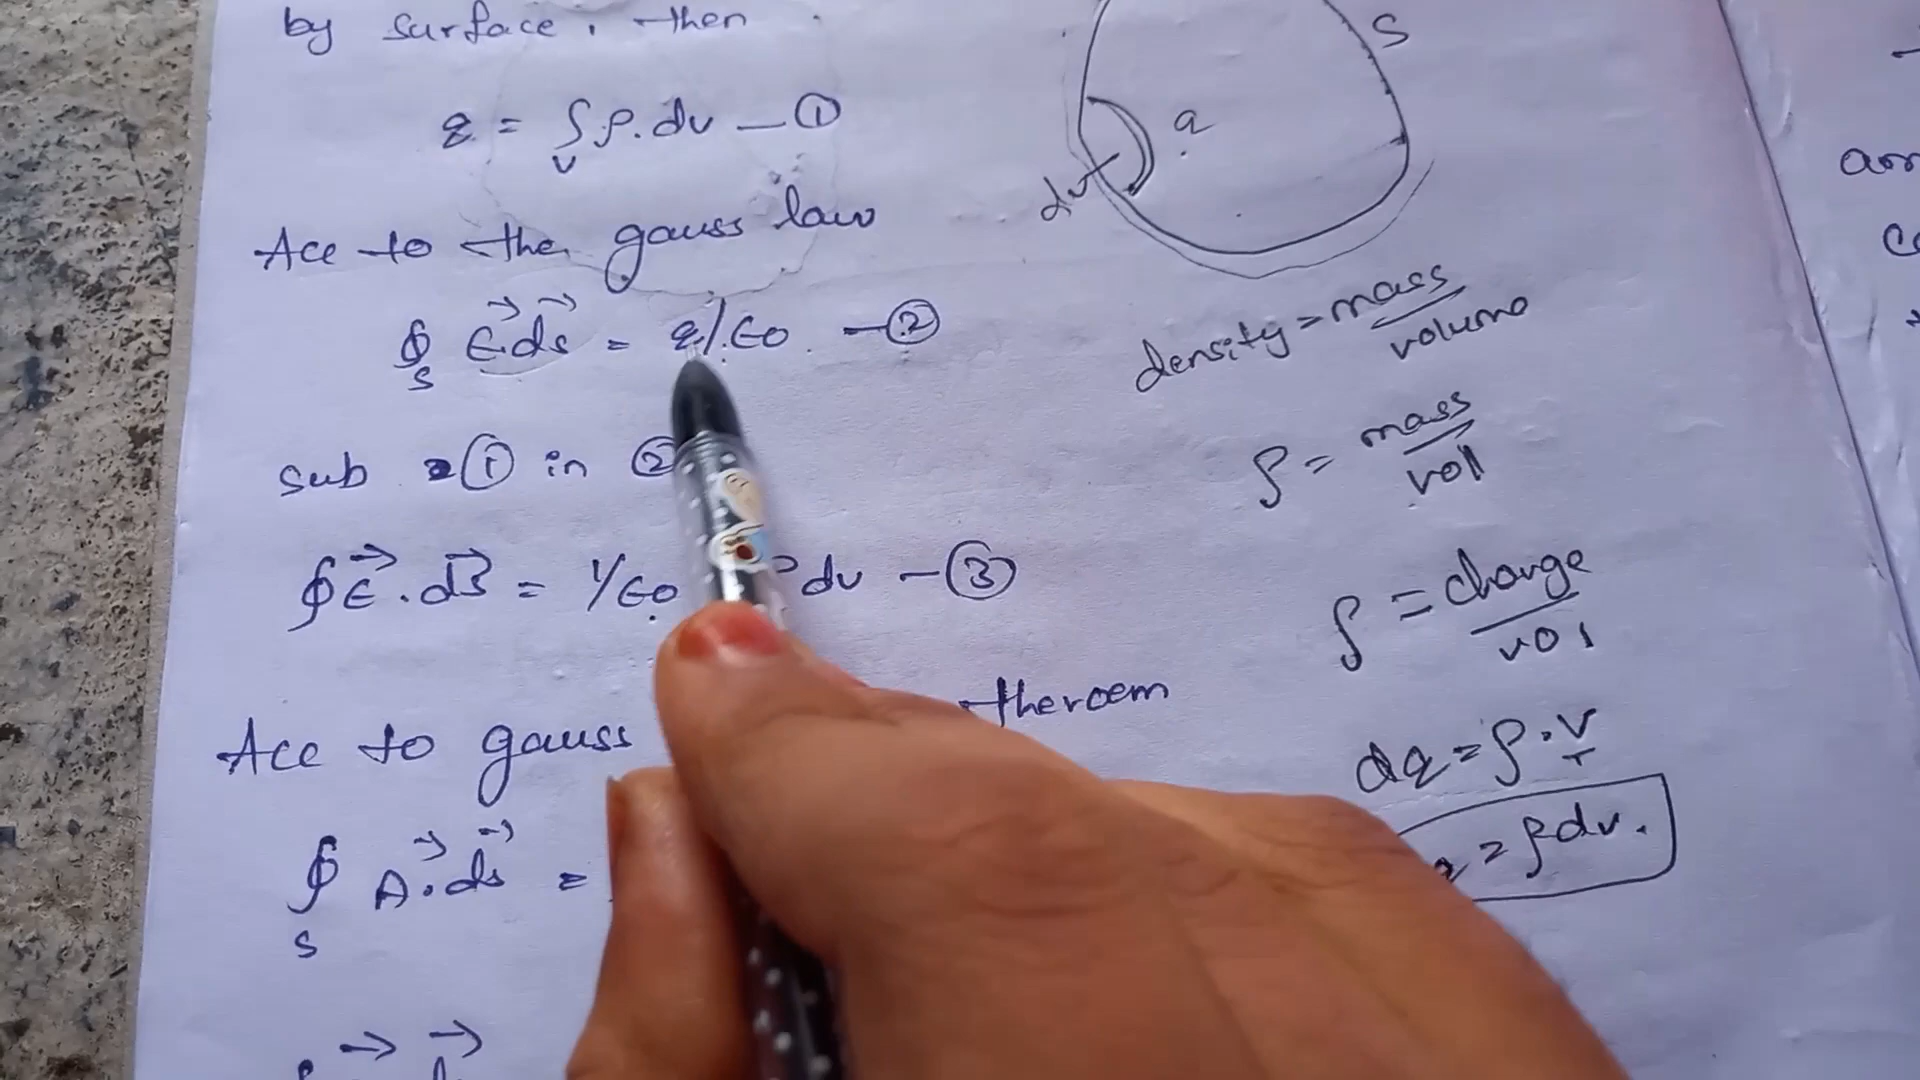 by surface, then
q = ∫ᵥ ρ.dv — ①
Acc to the gauss law
∮ₛ E⃗.ds⃗ = q/ε0 — ②
sub ① in ②
∮E⃗.dS⃗ = 1/ε0 dv — ③
Acc to gauss theroem
∮ₛ A⃗.ds⃗ =
S
q
dv
density = mass/volume
ρ = mass/vol
ρ = charge/vol
dq = ρ.v
= ρdv.